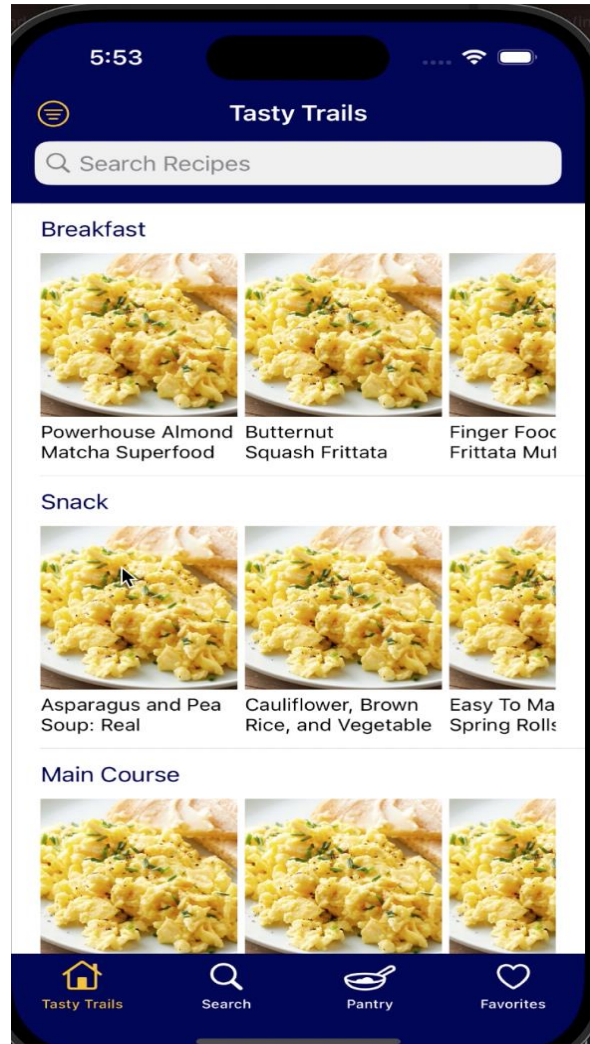 5:53
Tasty Trails
Search Recipes
Breakfast
Powerhouse Almond
Matcha Superfood
Butternut
Squash Frittata
Finger
Frittata
Snack
Asparagus and Pea
Soup: Real
Cauliflower, Brown
Rice, and Vegetable
Easy To
Spring
Main Course
Tasty Trails
Search
Pantry
Favorites